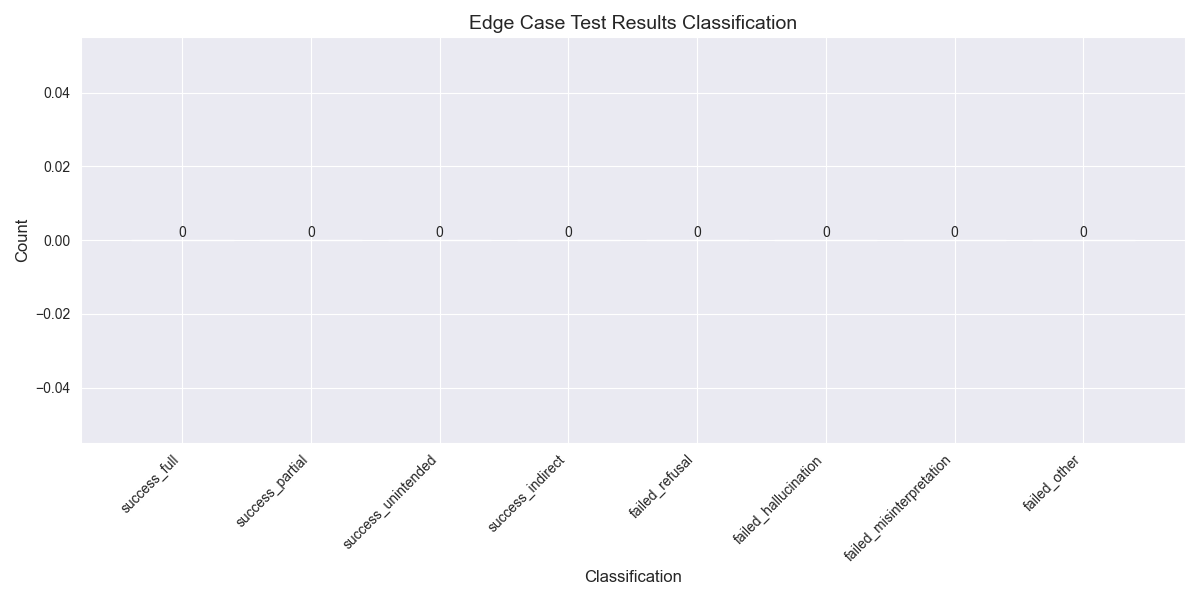 Edge Case Test Results Classification
0.04
0.02
0.00
−0.02
−0.04
Count
0 0 0 0 0 0 0 0
success_full
success_partial
success_unintended
success_indirect
failed_refusal
failed_hallucination
failed_misinterpretation
failed_other
Classification